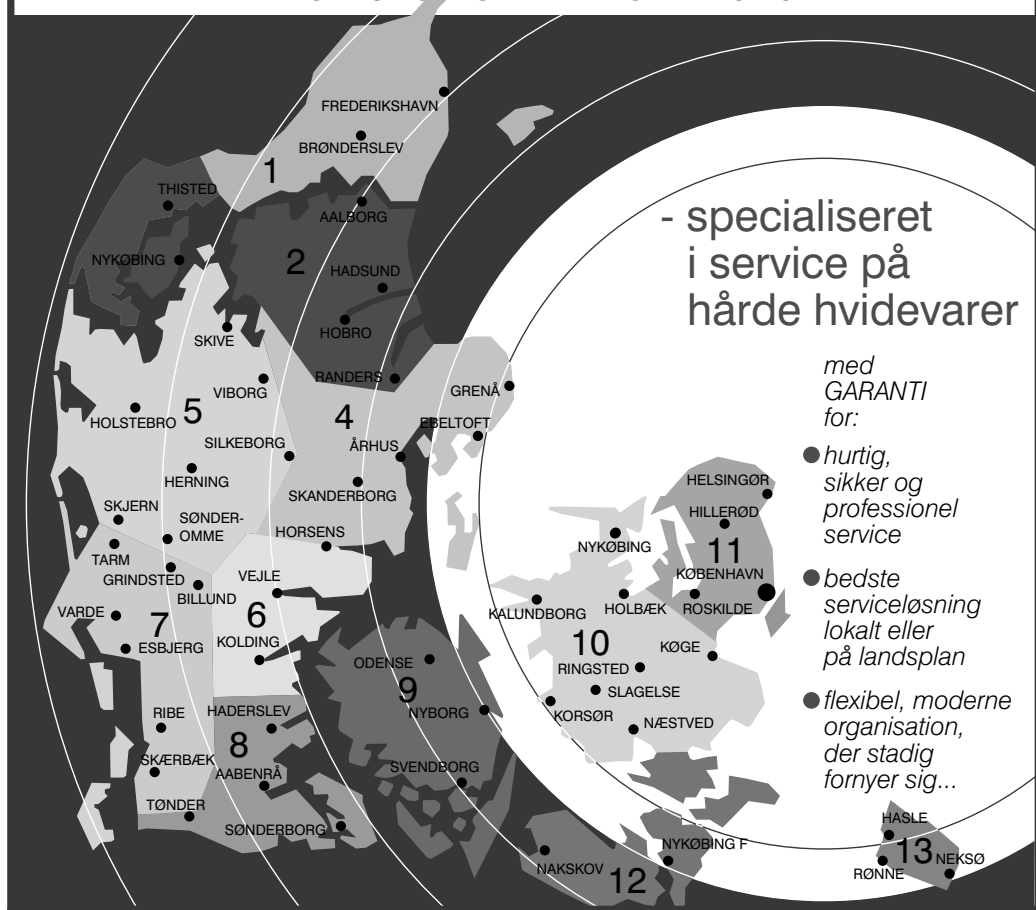 FREDERIKSHAVN
BRØNDERSLEV
1
THISTED
AALBORG
2
NYKØBING
HADSUND
HOBRO
SKIVE
RANDERS
VIBORG
GRENÅ
5
4
HOLSTEBRO
EBELTOFT
SILKEBORG
ÅRHUS
HERNING
SKANDERBORG
SKJERN
SØNDER-
OMME
HORSENS
TARM
GRINDSTED
VEJLE
BILLUND
6
VARDE
7
ESBJERG
KOLDING
RIBE
HADERSLEV
8
SKÆRBÆK
AABENRÅ
TØNDER
SØNDERBORG
ODENSE
9
NYBORG
SVENDBORG
HELSINGØR
HILLERØD
NYKØBING
11
KØBENHAVN
KALUNDBORG
HOLBÆK
ROSKILDE
10
KØGE
RINGSTED
SLAGELSE
KORSØR
NÆSTVED
NYKØBING F
NAKSKOV
12
HASLE
13
NEKSØ
RØNNE
- specialiseret
i service på
hårde hvidevarer
med
GARANTI
for:
● hurtig,
sikker og
professionel
service
● bedste
serviceløsning
lokalt eller
på landsplan
● flexibel, moderne
organisation,
der stadig
fornyer sig...